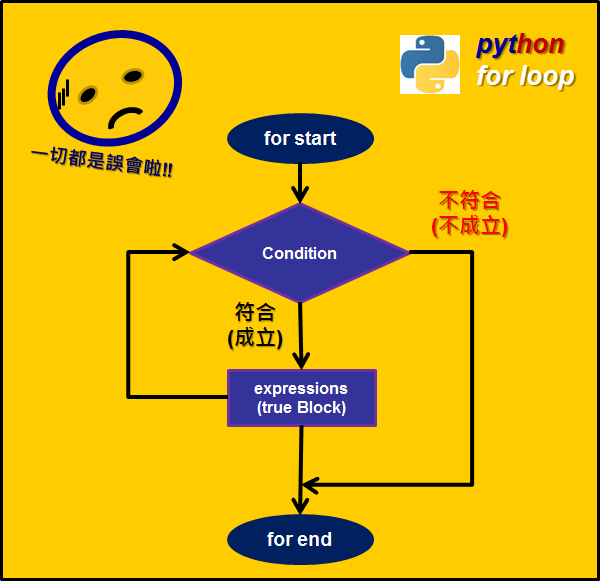 python
for loop
一切都是誤會啦!!
for start
不符合
(不成立)
Condition
符合
(成立)
expressions
(true Block)
for end